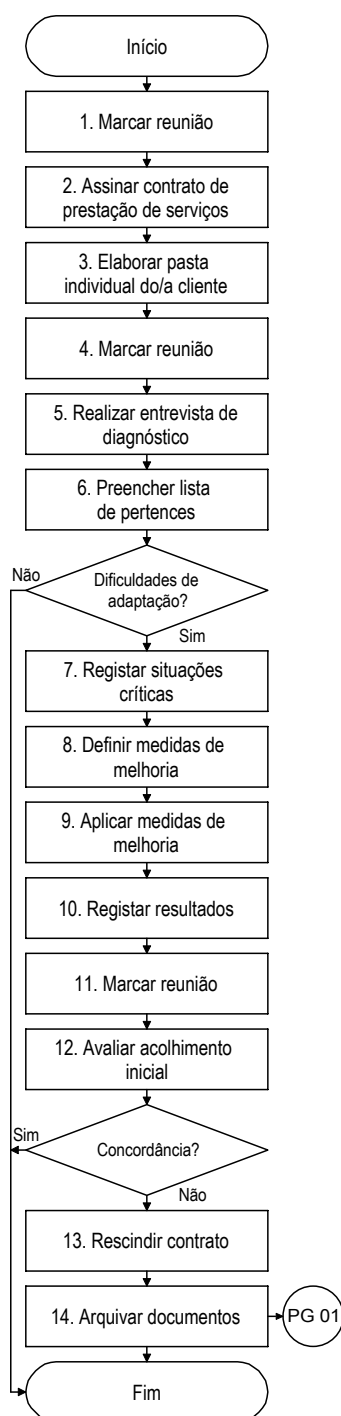 Início
1. Marcar reunião
2. Assinar contrato de
prestação de serviços
3. Elaborar pasta
individual do/a cliente
4. Marcar reunião
5. Realizar entrevista de
diagnóstico
6. Preencher lista
de pertences
Não
Dificuldades de
adaptação?
Sim
7. Registar situações
críticas
8. Definir medidas de
melhoria
9. Aplicar medidas de
melhoria
10. Registar resultados
11. Marcar reunião
12. Avaliar acolhimento
inicial
Sim
Concordância?
Não
13. Rescindir contrato
14. Arquivar documentos
PG 01
Fim